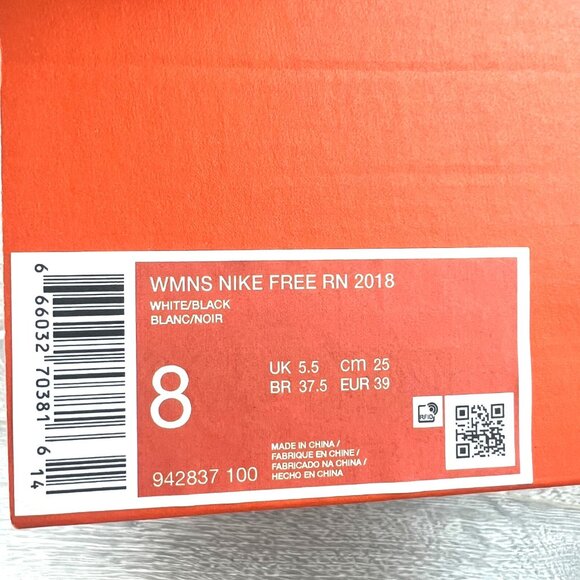 WMNS NIKE FREE RN 2018
WHITE/BLACK
BLANC/NOIR
8
UK 5.5 cm 25
BR 37.5 EUR 39
RFID
MADE IN CHINA /
FABRIQUE EN CHINE /
FABRICADO NA CHINA /
HECHO EN CHINA
942837 100
6 66032 70381 6 14